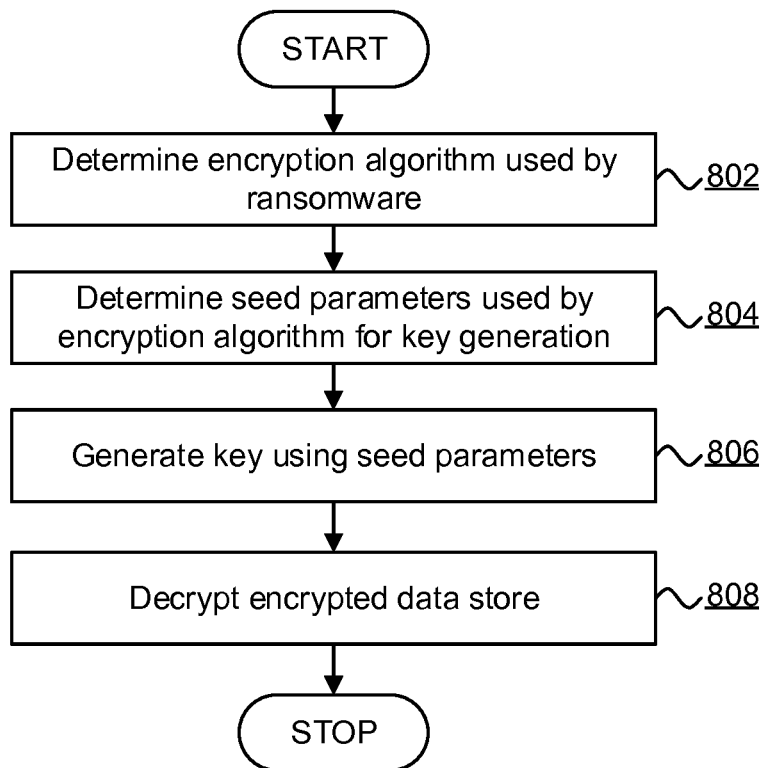 START
Determine encryption algorithm used by
ransomware
802
Determine seed parameters used by
encryption algorithm for key generation
804
Generate key using seed parameters
806
Decrypt encrypted data store
808
STOP